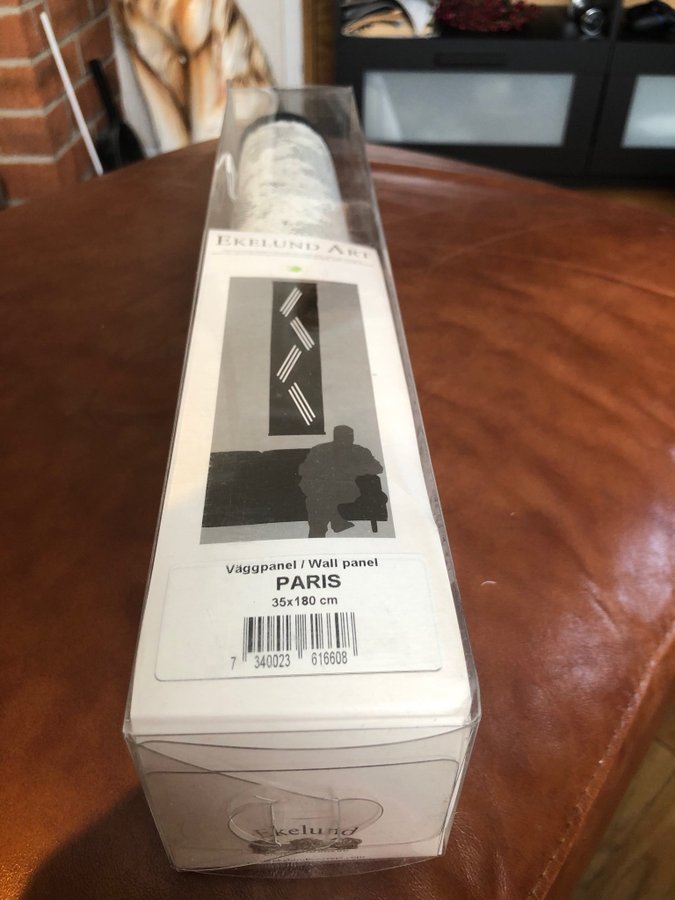 EKELUND ART
Väggpanel / Wall panel
PARIS
35x180 cm
7 340023 616608
Ekelund